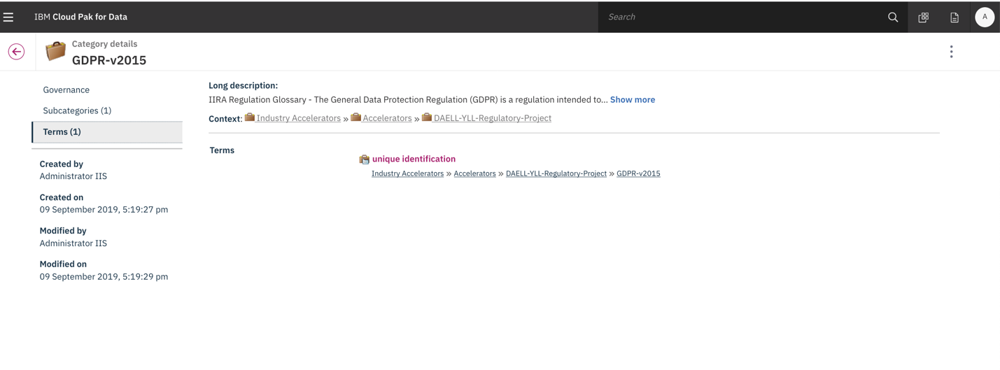 IBM Cloud Pak for Data
Search
A
Category details
GDPR-v2015
Governance
Subcategories (1)
Terms (1)
Created by
Administrator IIS
Created on
09 September 2019, 5:19:27 pm
Modified by
Administrator IIS
Modified on
09 September 2019, 5:19:29 pm
Long description:
IIRA Regulation Glossary - The General Data Protection Regulation (GDPR) is a regulation intended to... Show more
Context: Industry Accelerators » Accelerators » DAELL-YLL-Regulatory-Project
Terms
unique identification
Industry Accelerators » Accelerators » DAELL-YLL-Regulatory-Project » GDPR-v2015